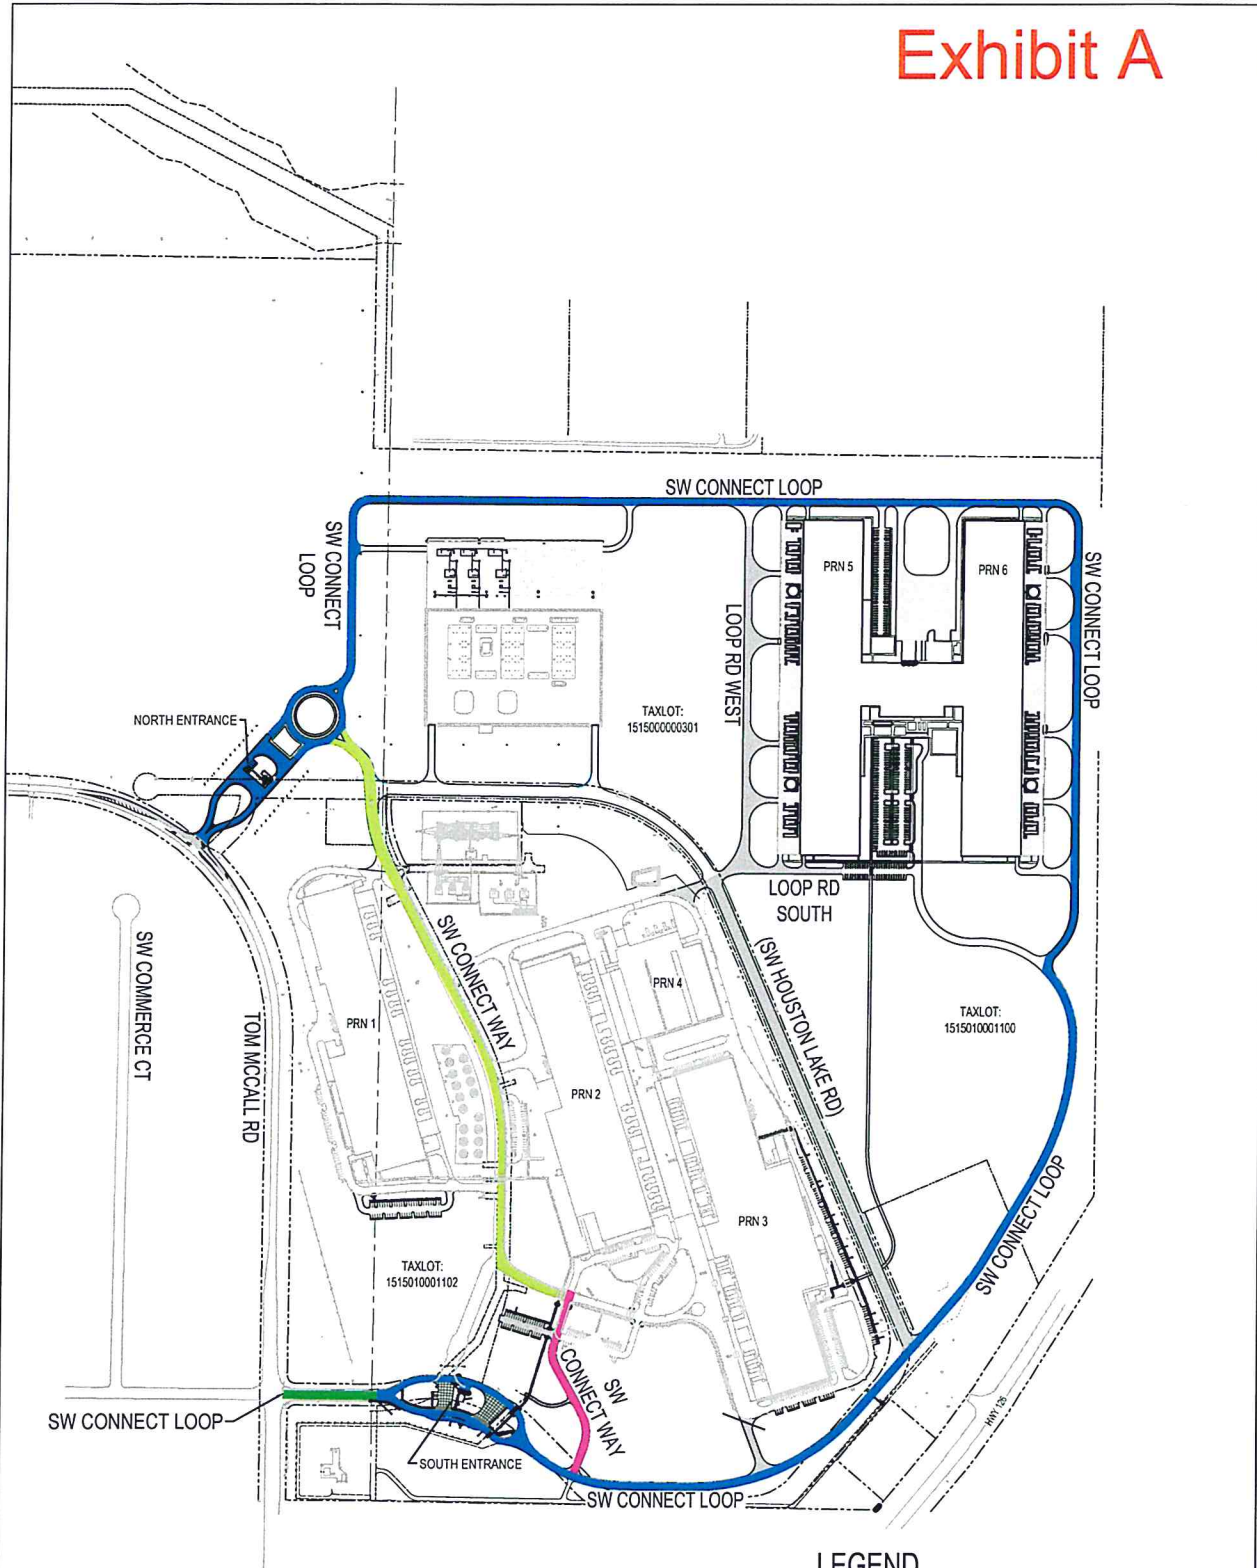 Exhibit A
SW CONNECT LOOP
SW CONNECT
LOOP
PRN 5
PRN 6
SW CONNECT LOOP
LOOP RD WEST
TAXLOT:
1515000000301
NORTH ENTRANCE
LOOP RD
SOUTH
SW CONNECT WAY
(SW HOUSTON LAKE RD)
SW COMMERCE CT
TOM MCCALL RD
PRN 1
PRN 4
PRN 2
TAXLOT:
1515010001100
PRN 3
SW CONNECT LOOP
TAXLOT:
1515010001102
SW
CONNECT WAY
HWY 126
SW CONNECT LOOP
SOUTH ENTRANCE
SW CONNECT LOOP
LEGEND